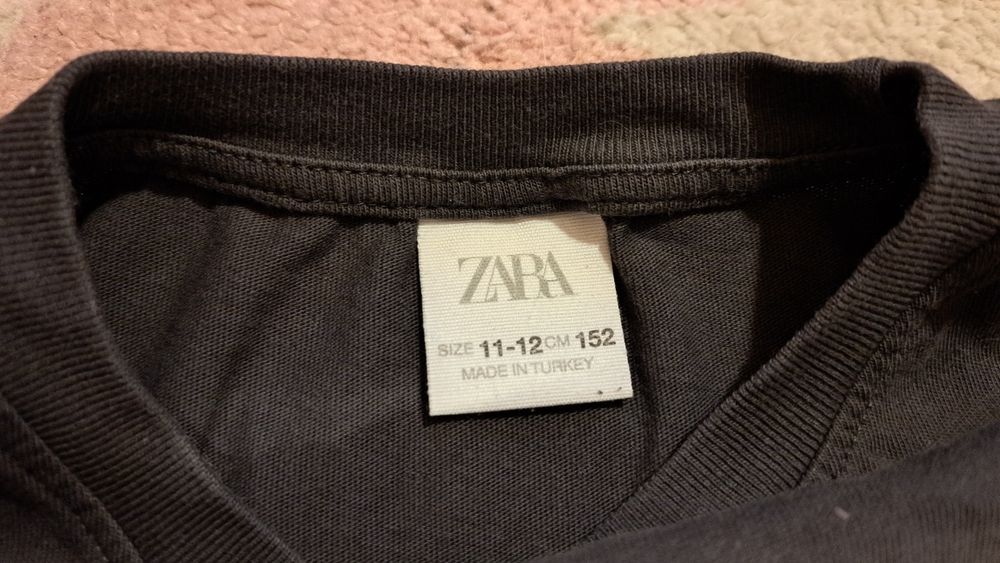 ZARA
SIZE 11-12 CM 152
MADE IN TURKEY